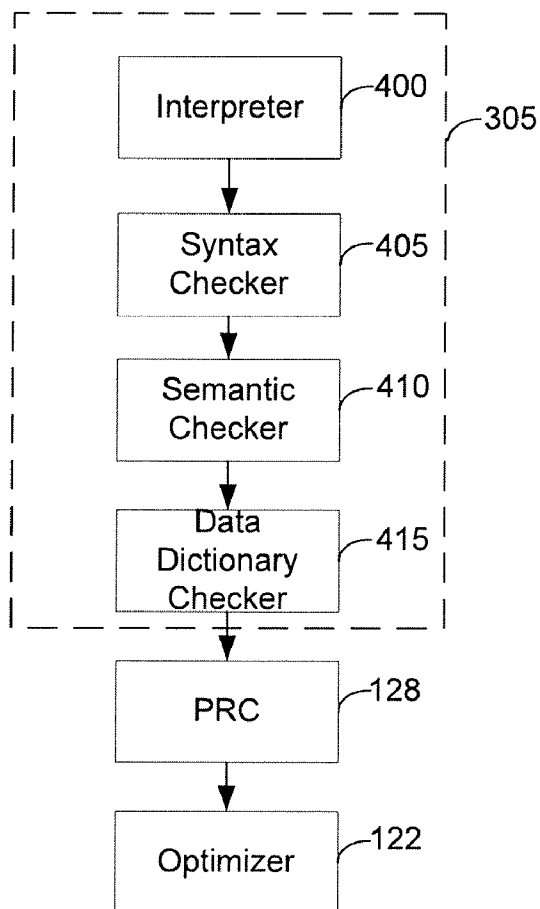 Interpreter
400
305
Syntax
Checker
405
Semantic
Checker
410
Data
Dictionary
Checker
415
PRC
128
Optimizer
122